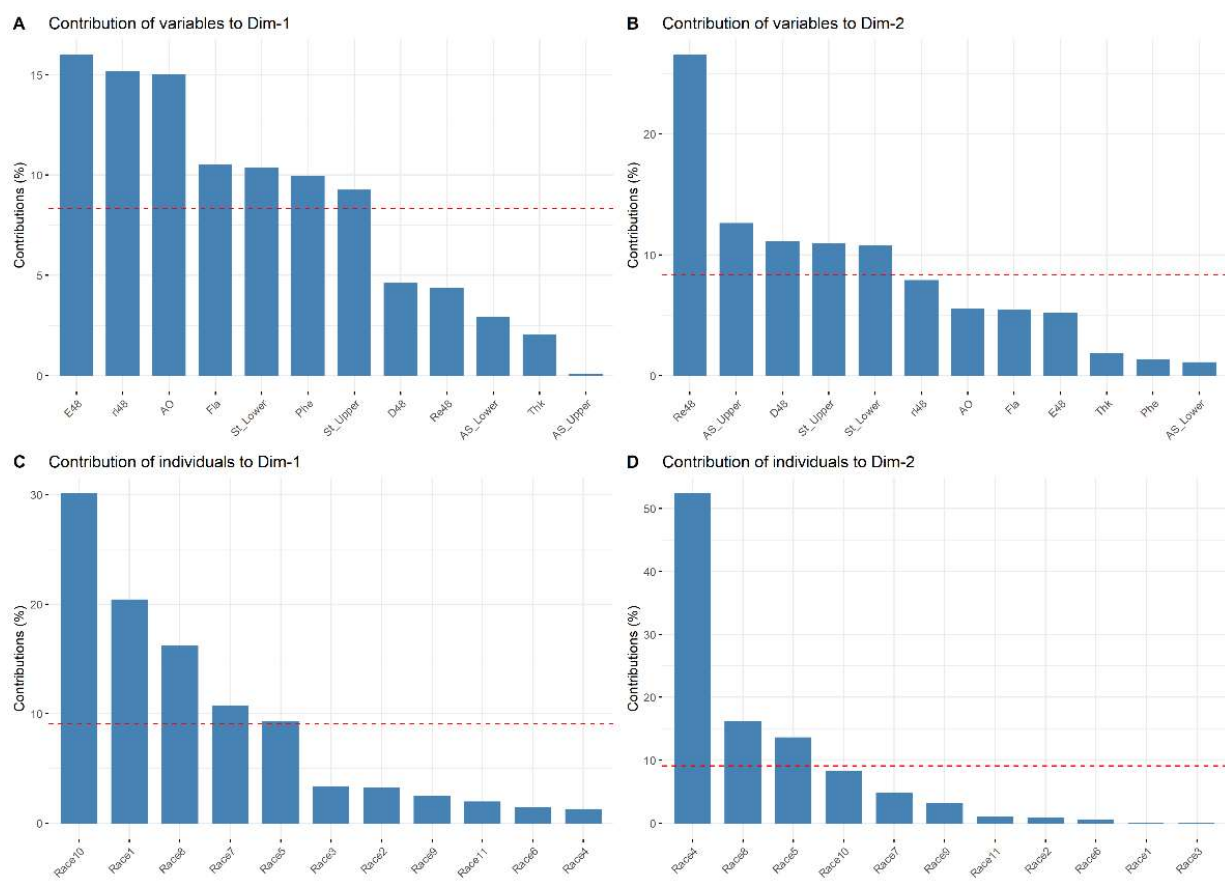 A Contribution of variables to Dim-1
Contributions (%)
15
10
5
0
E48
rl48
AO
Fla
St_Lower
Phe
St_Upper
D48
Re48
AS_Lower
Thk
AS_Upper
B Contribution of variables to Dim-2
Contributions (%)
20
10
0
Re48
AS_Upper
D48
St_Upper
St_Lower
rl48
AO
Fla
E48
Thk
Phe
AS_Lower
C Contribution of individuals to Dim-1
Contributions (%)
30
20
10
0
Race10
Race1
Race8
Race7
Race5
Race3
Race2
Race9
Race11
Race6
Race4
D Contribution of individuals to Dim-2
Contributions (%)
50
40
30
20
10
0
Race4
Race8
Race5
Race10
Race7
Race9
Race11
Race2
Race6
Race1
Race3